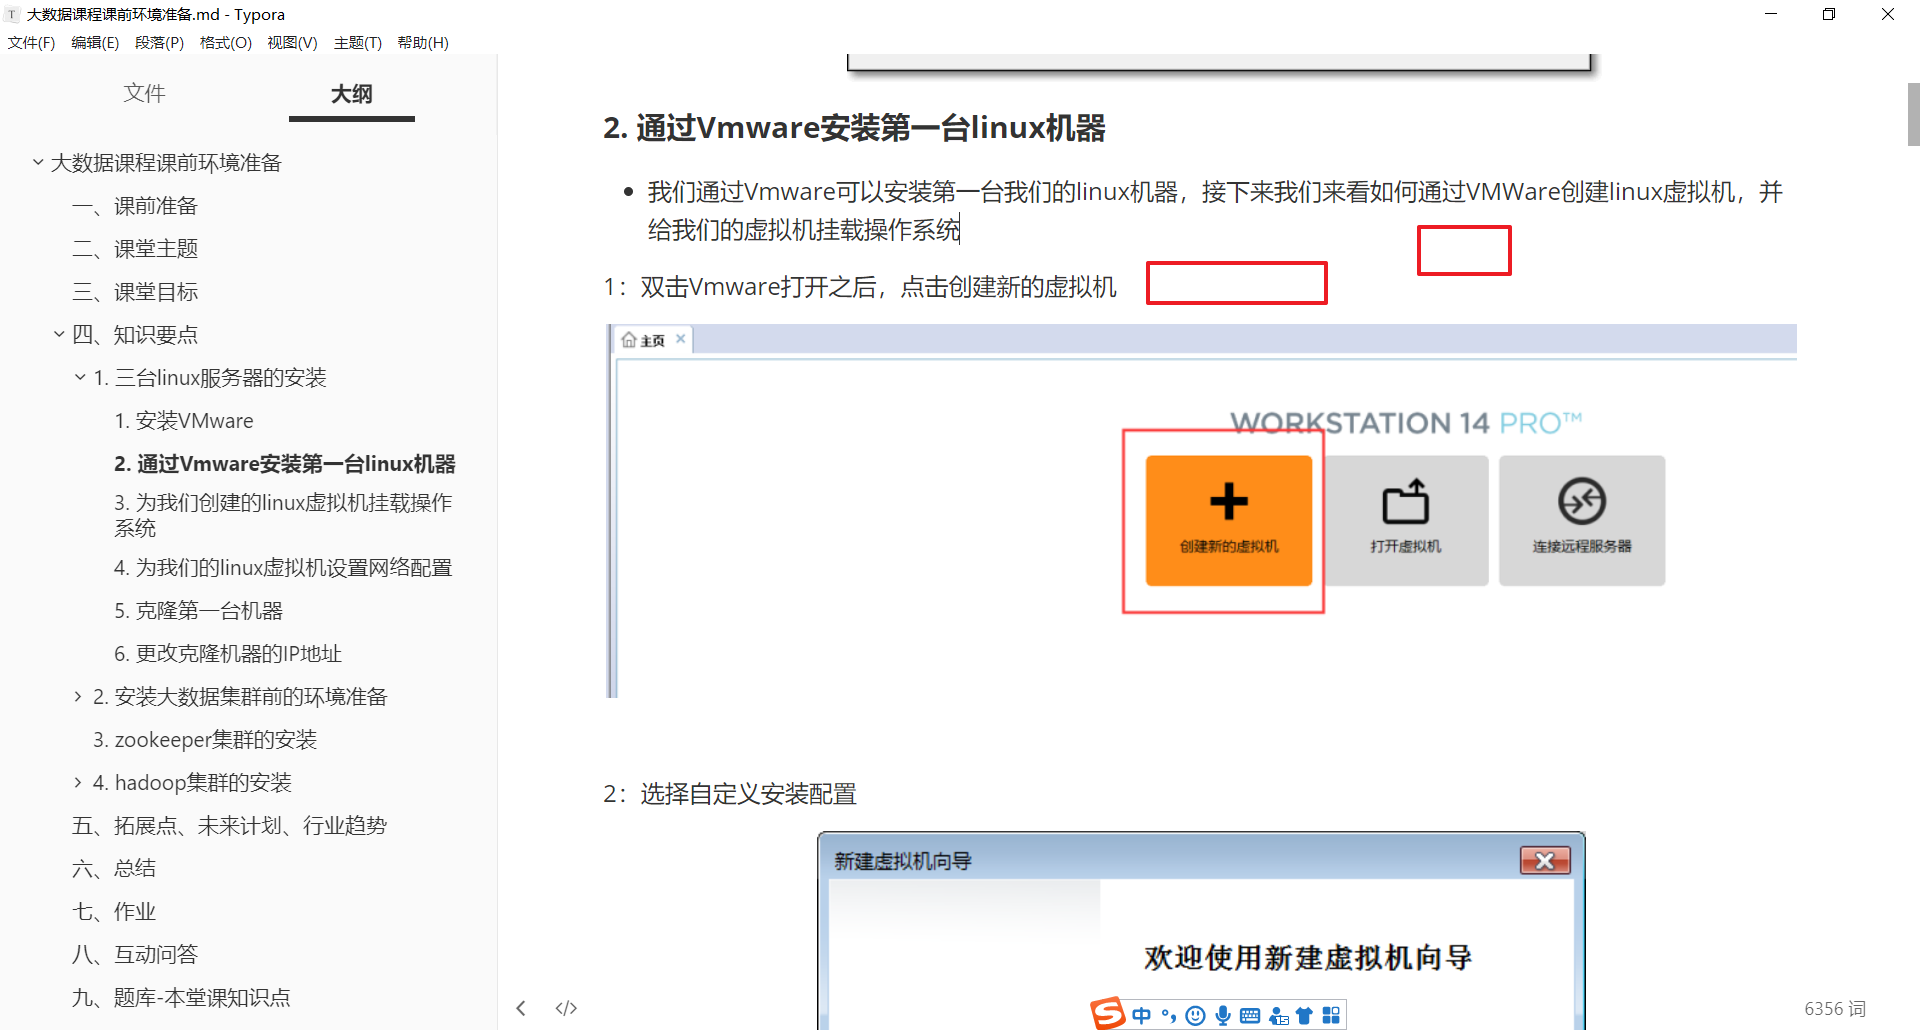 大数据课程课前环境准备.md - Typora
文件(F) 编辑(E) 段落(P) 格式(O) 视图(V) 主题(T) 帮助(H)
文件 大纲
大数据课程课前环境准备
一、课前准备
二、课堂主题
三、课堂目标
四、知识要点
1. 三台linux服务器的安装
1. 安装VMware
2. 通过Vmware安装第一台linux机器
3. 为我们创建的linux虚拟机挂载操作
系统
4. 为我们的linux虚拟机设置网络配置
5. 克隆第一台机器
6. 更改克隆机器的IP地址
2. 安装大数据集群前的环境准备
3. zookeeper集群的安装
4. hadoop集群的安装
五、拓展点、未来计划、行业趋势
六、总结
七、作业
八、互动问答
九、题库-本堂课知识点
2. 通过Vmware安装第一台linux机器
我们通过Vmware可以安装第一台我们的linux机器，接下来我们来看如何通过VMWare创建linux虚拟机，并
给我们的虚拟机挂载操作系统
1：双击Vmware打开之后，点击创建新的虚拟机
主页
WORKSTATION 14 PRO™
创建新的虚拟机 打开虚拟机 连接远程服务器
2：选择自定义安装配置
新建虚拟机向导
欢迎使用新建虚拟机向导
中
6356 词